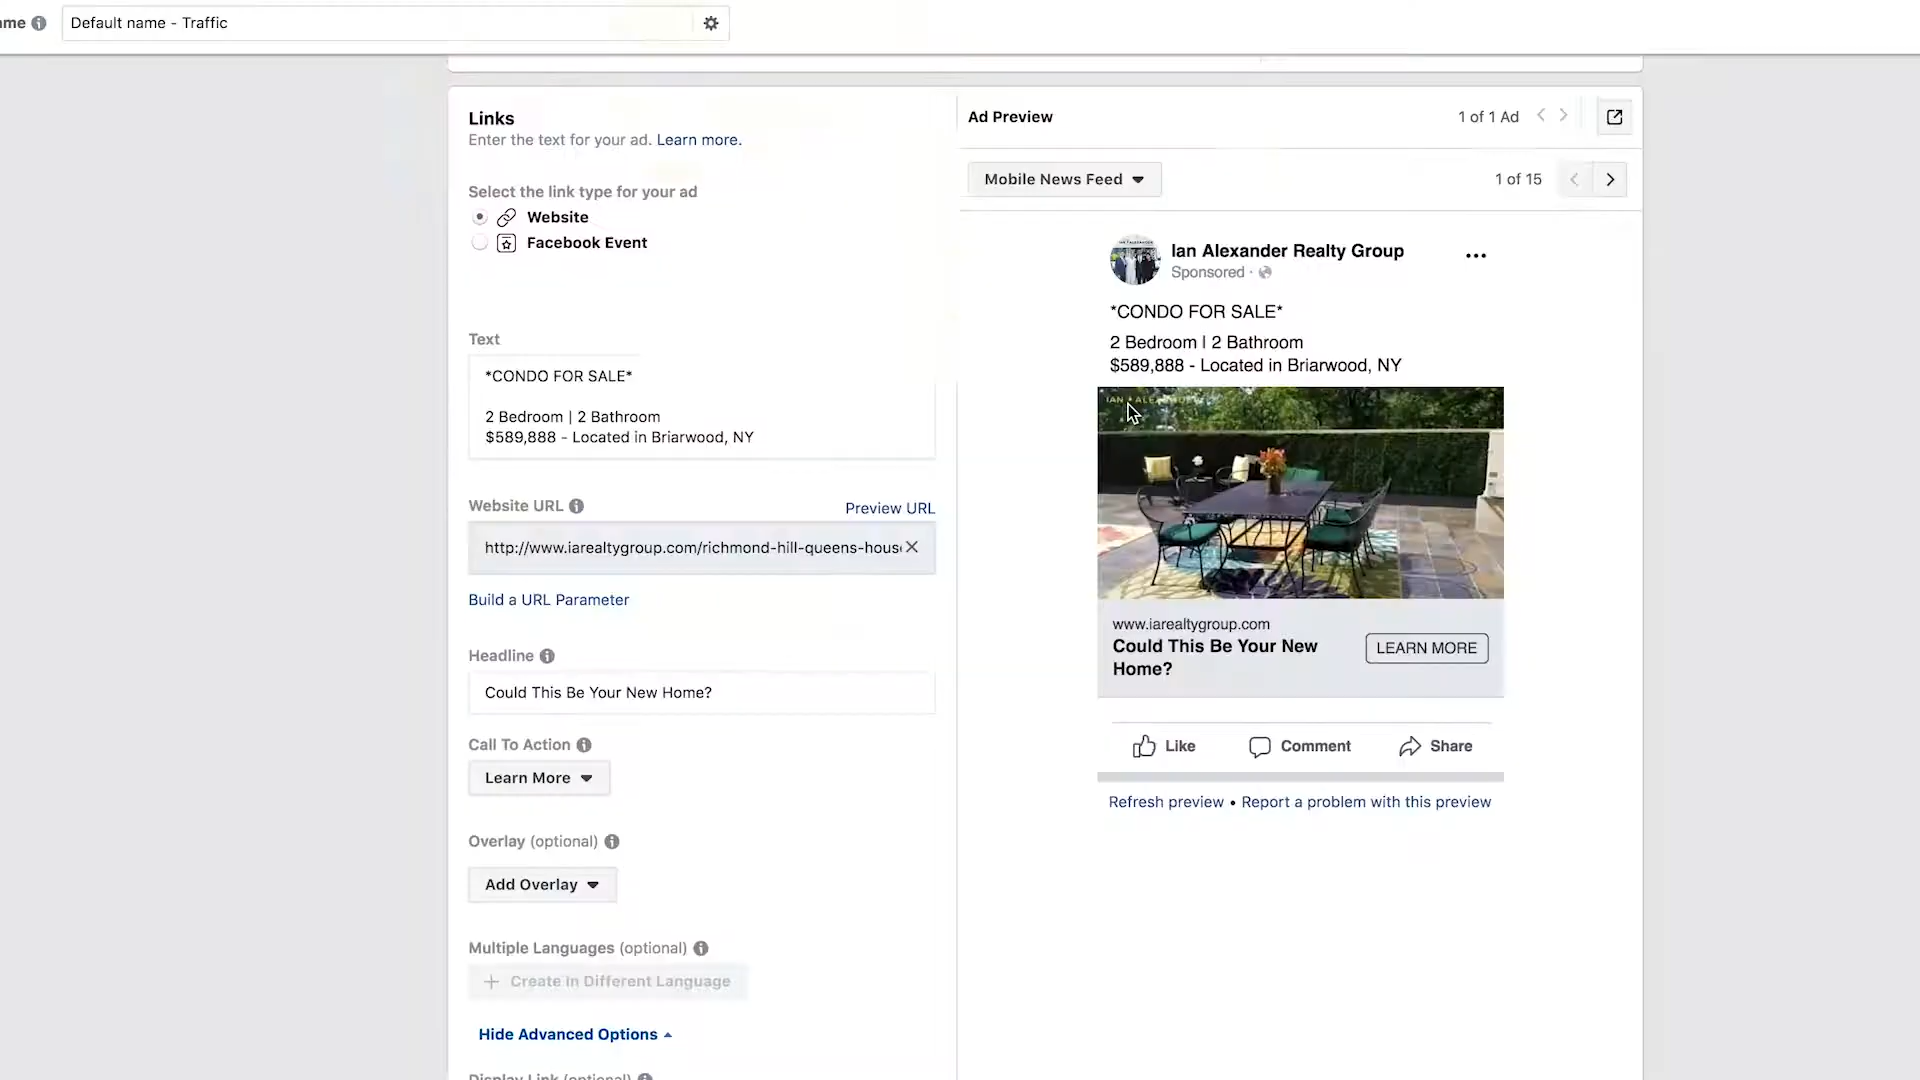 ame
Default name - Traffic
Links
Enter the text for your ad. Learn more.
Select the link type for your ad
Website
Facebook Event
Text
*CONDO FOR SALE*
2 Bedroom | 2 Bathroom
$589,888 - Located in Briarwood, NY
Website URL
Preview URL
http://www.iarealtygroup.com/richmond-hill-queens-hous
Build a URL Parameter
Headline
Could This Be Your New Home?
Call To Action
Learn More
Overlay (optional)
Add Overlay
Multiple Languages (optional)
Create In Different Language
Hide Advanced Options
Display Link (optional)
Ad Preview
1 of 1 Ad
Mobile News Feed
1 of 15
Ian Alexander Realty Group
Sponsored ·
*CONDO FOR SALE*
2 Bedroom | 2 Bathroom
$589,888 - Located in Briarwood, NY
www.iarealtygroup.com
Could This Be Your New
Home?
LEARN MORE
Like
Comment
Share
Refresh preview • Report a problem with this preview